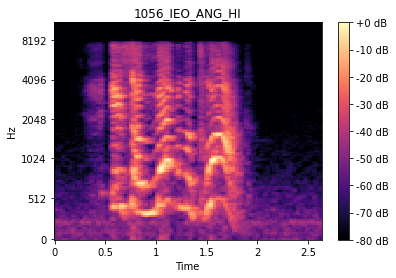 1056_IEO_ANG_HI
+0 dB
8192
-10 dB
4096
-20 dB
-30 dB
2048
-40 dB
Hz
1024
-50 dB
512
-60 dB
-70 dB
0
-80 dB
0 0.5 1 1.5 2 2.5
Time